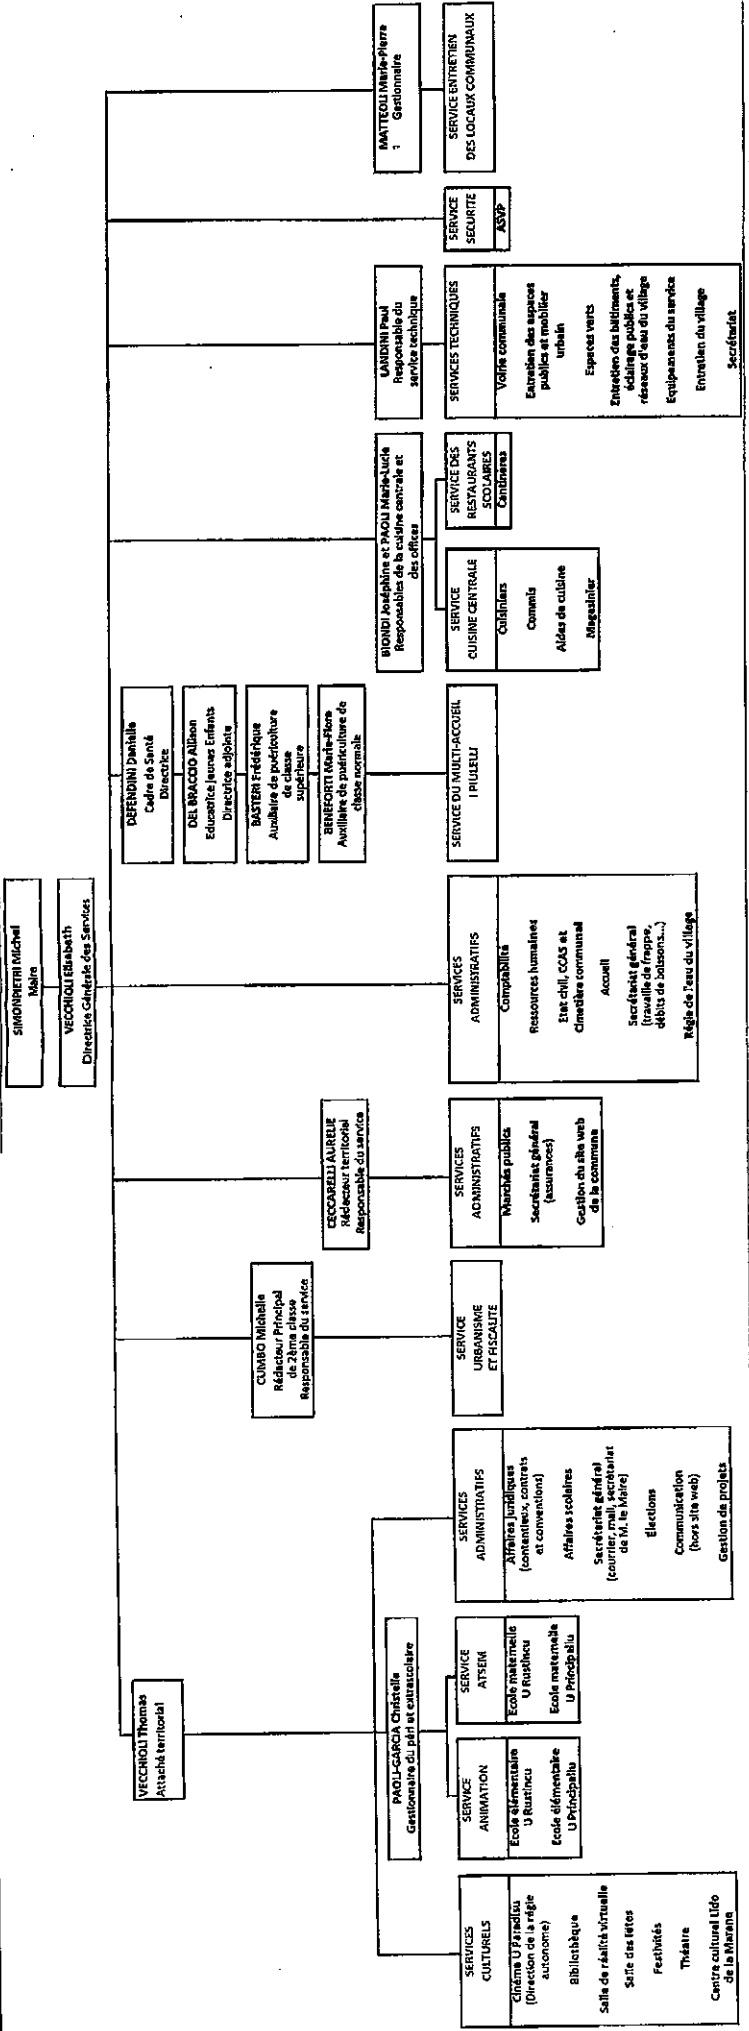 SIMONPIETRI Michel
Maire
VECCHIOLI Elisabeth
Directrice Générale des Services
VECCHIOLI Thomas
Attaché territorial
SERVICES
CULTURELS
Cinéma U Paradisu
(Direction de la régie
autonome)
Bibliothèque
Salle de réalité virtuelle
Salle des fêtes
Festivités
Théatre
Centre culturel Lido
de la Marana
PAOLI-GARCIA Christelle
Gestionnaire du péri et extrascolaire
SERVICE
ANIMATION
Ecole élémentaire
U Rustincu
Ecole élémentaire
U Principellu
SERVICE
ATSEM
Ecole maternelle
U Rustincu
Ecole maternelle
U Principellu
SERVICES
ADMINISTRATIFS
Affaires juridiques
(contentieux, contrats
et conventions)
Affaires scolaires
Secrétariat général
(courrier, mail, secrétariat
de M. le Maire)
Élections
Communication
(hors site web)
Gestion de projets
CUMBO Michelle
Rédacteur Principal
de 2ème classe
Responsable du service
SERVICE
URBANISME
ET FISCALITE
CECCARELLI AURELIE
Rédacteur territorial
Responsable du service
SERVICES
ADMINISTRATIFS
Marchés publics
Secrétariat général
(assurances)
Gestion du site web
de la commune
SERVICES
ADMINISTRATIFS
Comptabilité
Ressources humaines
Etat civil, CCAS et
Cimetière communal
Accueil
Secrétariat général
(travaille de frappe,
débits de boissons...)
Régie de l'eau du village
DEFENDINI Danielle
Cadre de Santé
Directrice
DEL BRACCIO Allison
Educatrice Jeunes Enfants
Directrice adjointe
BASTERI Frédérique
Auxiliaire de puériculture
de classe
supérieure
BENEFORTI Marie-Flore
Auxiliaire de puériculture de
classe normale
SERVICE DU MULTI-ACCUEIL
I PIULELLI
BIONDI Joséphine et PAOLI Marie-Lucie
Responsables de la cuisine centrale et
des offices
SERVICE
CUISINE CENTRALE
Cuisiniers
Commis
Aides de cuisine
Magasinier
SERVICE DES
RESTAURANTS
SCOLAIRES
Cantinères
LANDINI Paul
Responsable du
service technique
SERVICES TECHNIQUES
Voirie communale
Entretien des espaces
publics et mobilier
urbain
Espaces verts
Entretien des bâtiments,
éclairage publics et
réseaux d'eau du village
Equipements du service
Entretien du village
Secrétariat
SERVICE
SECURITE
ASVP
MATTEOLI Marie-Pierre
1 Gestionnaire
SERVICE ENTRETIEN
DES LOCAUX COMMUNAUX